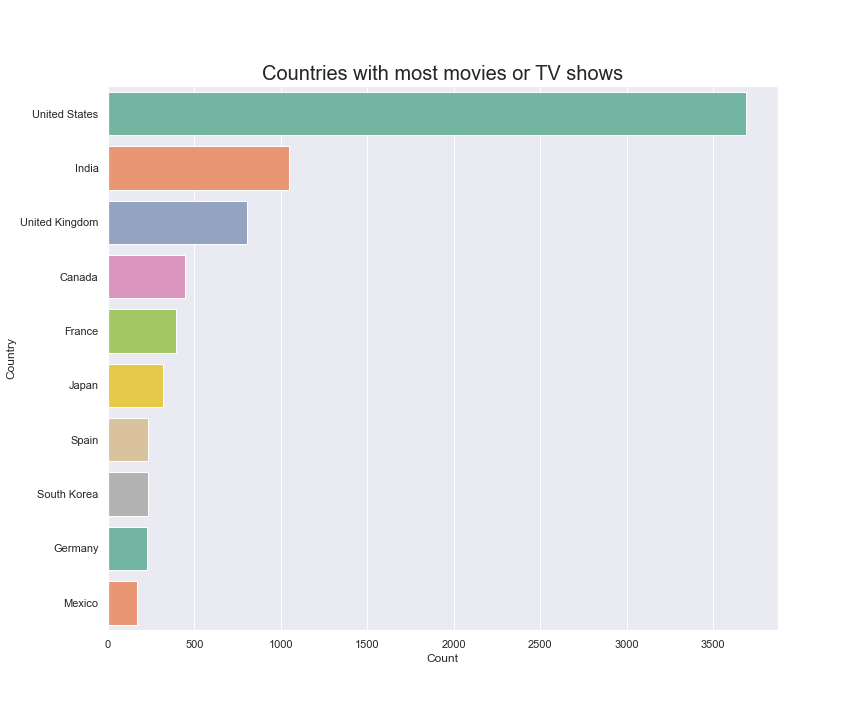 Countries with most movies or TV shows
United States
India
United Kingdom
Canada
France
Japan
Spain
South Korea
Germany
Mexico
Country
0 500 1000 1500 2000 2500 3000 3500
Count